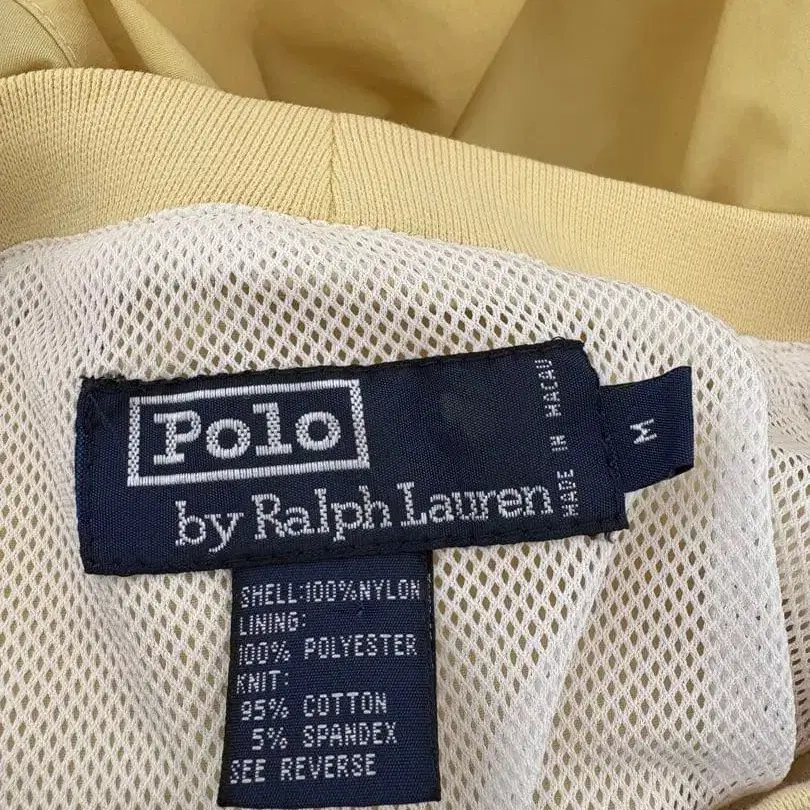 Polo
by Ralph Lauren
MADE IN MACAU
M
SHELL:100%NYLON
LINING:
100% POLYESTER
KNIT:
95% COTTON
5% SPANDEX
SEE REVERSE